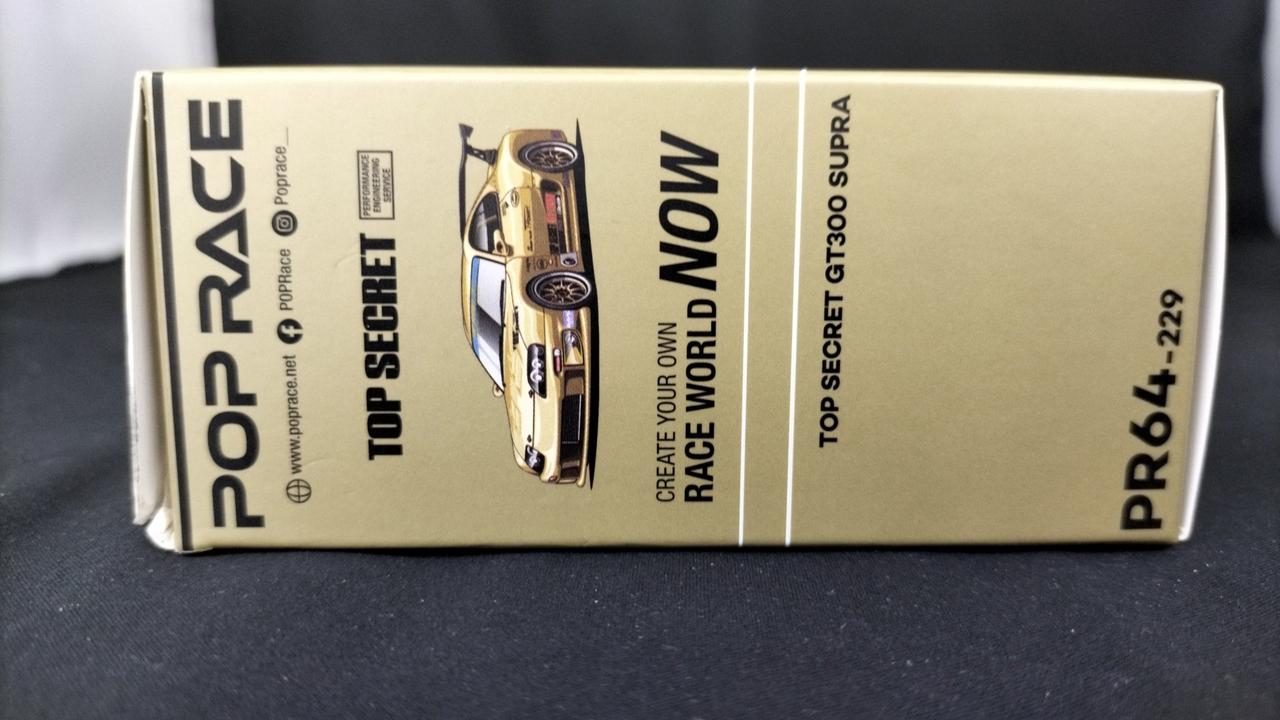 POP RACE
www.poprace.net POPRace Poprace__
TOP SECRET
PERFORMANCE
ENGINEERING
SERVICE
CREATE YOUR OWN
RACE WORLD NOW
TOP SECRET GT300 SUPRA
PR64-229